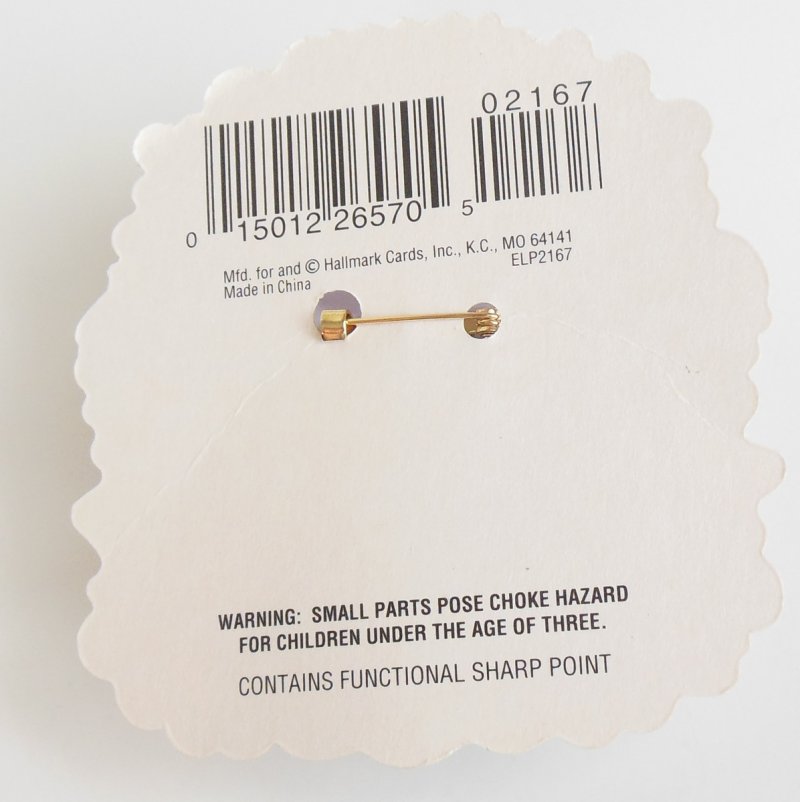 02167
0 15012 26570 5
Mfd. for and © Hallmark Cards, Inc., K.C., MO 64141
Made in China
ELP2167
WARNING: SMALL PARTS POSE CHOKE HAZARD
FOR CHILDREN UNDER THE AGE OF THREE.
CONTAINS FUNCTIONAL SHARP POINT